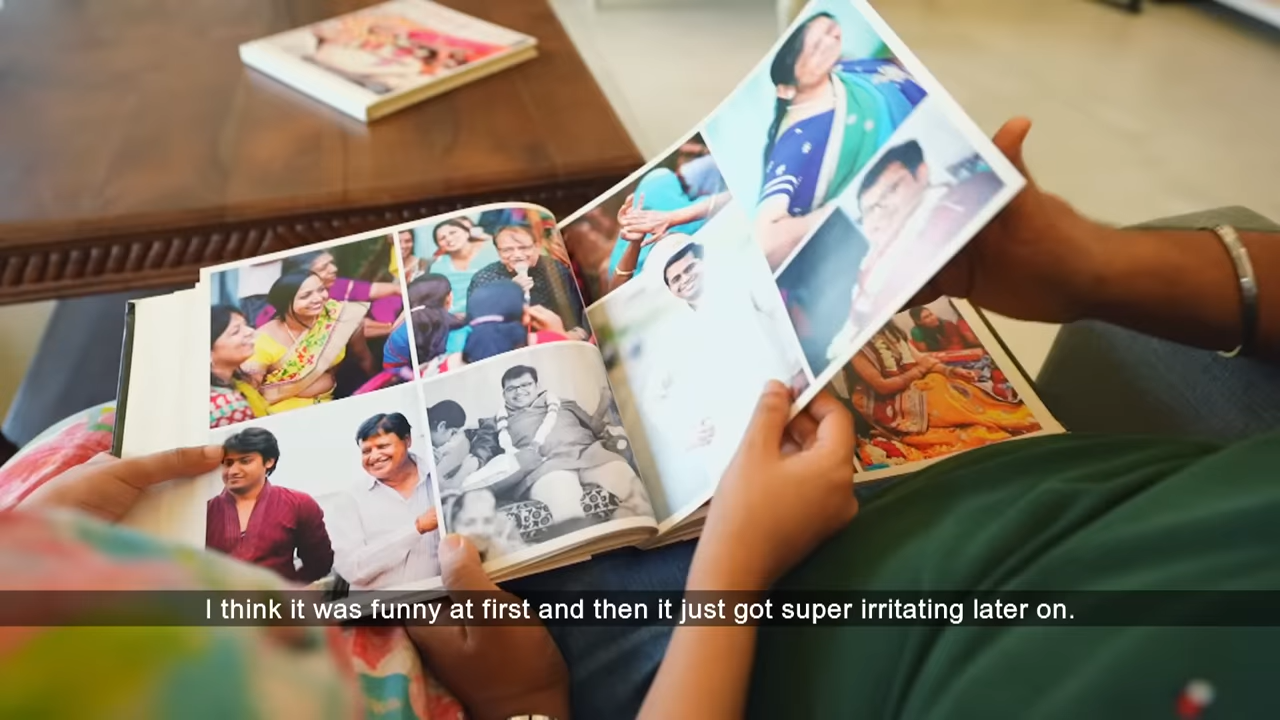 I think it was funny at first and then it just got super irritating later on.